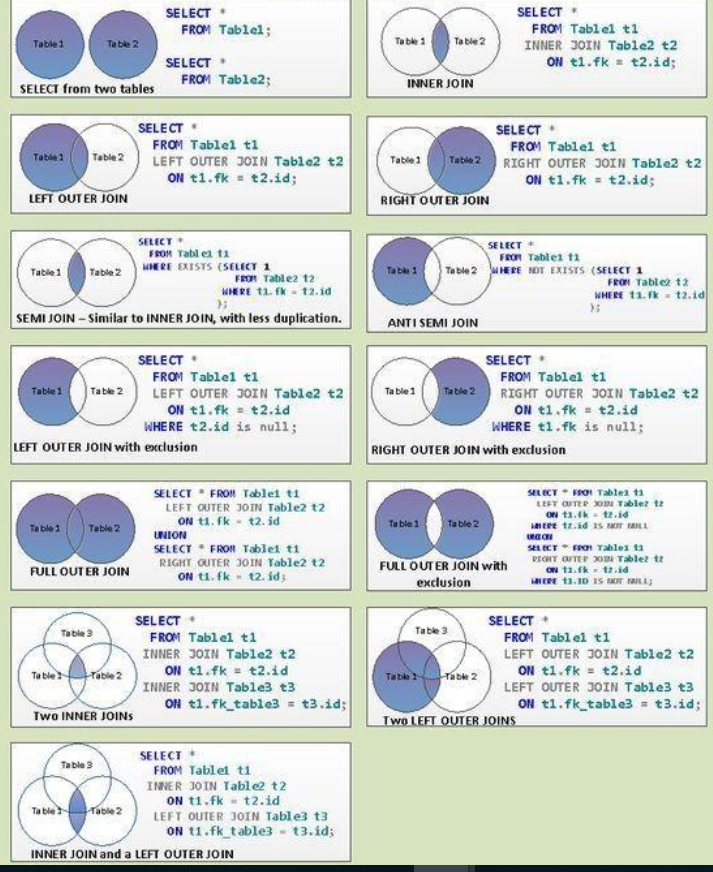 Table 1
Table 2
SELECT *
FROM Table1;
SELECT *
FROM Table2;
SELECT from two tables
Table 1
Table 2
SELECT *
FROM Table1 t1
INNER JOIN Table2 t2
ON t1.fk = t2.id;
INNER JOIN
Table 1
Table 2
SELECT *
FROM Table1 t1
LEFT OUTER JOIN Table2 t2
ON t1.fk = t2.id;
LEFT OUTER JOIN
Table 1
Table 2
SELECT *
FROM Table1 t1
RIGHT OUTER JOIN Table2 t2
ON t1.fk = t2.id;
RIGHT OUTER JOIN
Table 1
Table 2
SELECT *
FROM Table1 t1
WHERE EXISTS (SELECT 1
FROM Table2 t2
WHERE t1.fk = t2.id
);
SEMI JOIN – Similar to INNER JOIN, with less duplication.
Table 1
Table 2
SELECT *
FROM Table1 t1
WHERE NOT EXISTS (SELECT 1
FROM Table2 t2
WHERE t1.fk = t2.id
);
ANTI SEMI JOIN
Table 1
Table 2
SELECT *
FROM Table1 t1
LEFT OUTER JOIN Table2 t2
ON t1.fk = t2.id
WHERE t2.id is null;
LEFT OUTER JOIN with exclusion
Table 1
Table 2
SELECT *
FROM Table1 t1
RIGHT OUTER JOIN Table2 t2
ON t1.fk = t2.id
WHERE t1.fk is null;
RIGHT OUTER JOIN with exclusion
Table 1
Table 2
SELECT * FROM Table1 t1
LEFT OUTER JOIN Table2 t2
ON t1.fk = t2.id
UNION
SELECT * FROM Table1 t1
RIGHT OUTER JOIN Table2 t2
ON t1.fk = t2.id;
FULL OUTER JOIN
Table 1
Table 2
SELECT * FROM Table1 t1
LEFT OUTER JOIN Table2 t2
ON t1.fk = t2.id
WHERE t2.id IS NOT NULL
UNION
SELECT * FROM Table1 t1
RIGHT OUTER JOIN Table2 t2
ON t1.fk = t2.id
WHERE t1.ID IS NOT NULL;
FULL OUTER JOIN with
exclusion
Table 3
Table 1
Table 2
SELECT *
FROM Table1 t1
INNER JOIN Table2 t2
ON t1.fk = t2.id
INNER JOIN Table3 t3
ON t1.fk_table3 = t3.id;
Two INNER JOINs
Table 3
Table 1
Table 2
SELECT *
FROM Table1 t1
LEFT OUTER JOIN Table2 t2
ON t1.fk = t2.id
LEFT OUTER JOIN Table3 t3
ON t1.fk_table3 = t3.id;
Two LEFT OUTER JOINS
Table 3
Table 1
Table 2
SELECT *
FROM Table1 t1
INNER JOIN Table2 t2
ON t1.fk = t2.id
LEFT OUTER JOIN Table3 t3
ON t1.fk_table3 = t3.id;
INNER JOIN and a LEFT OUTER JOIN